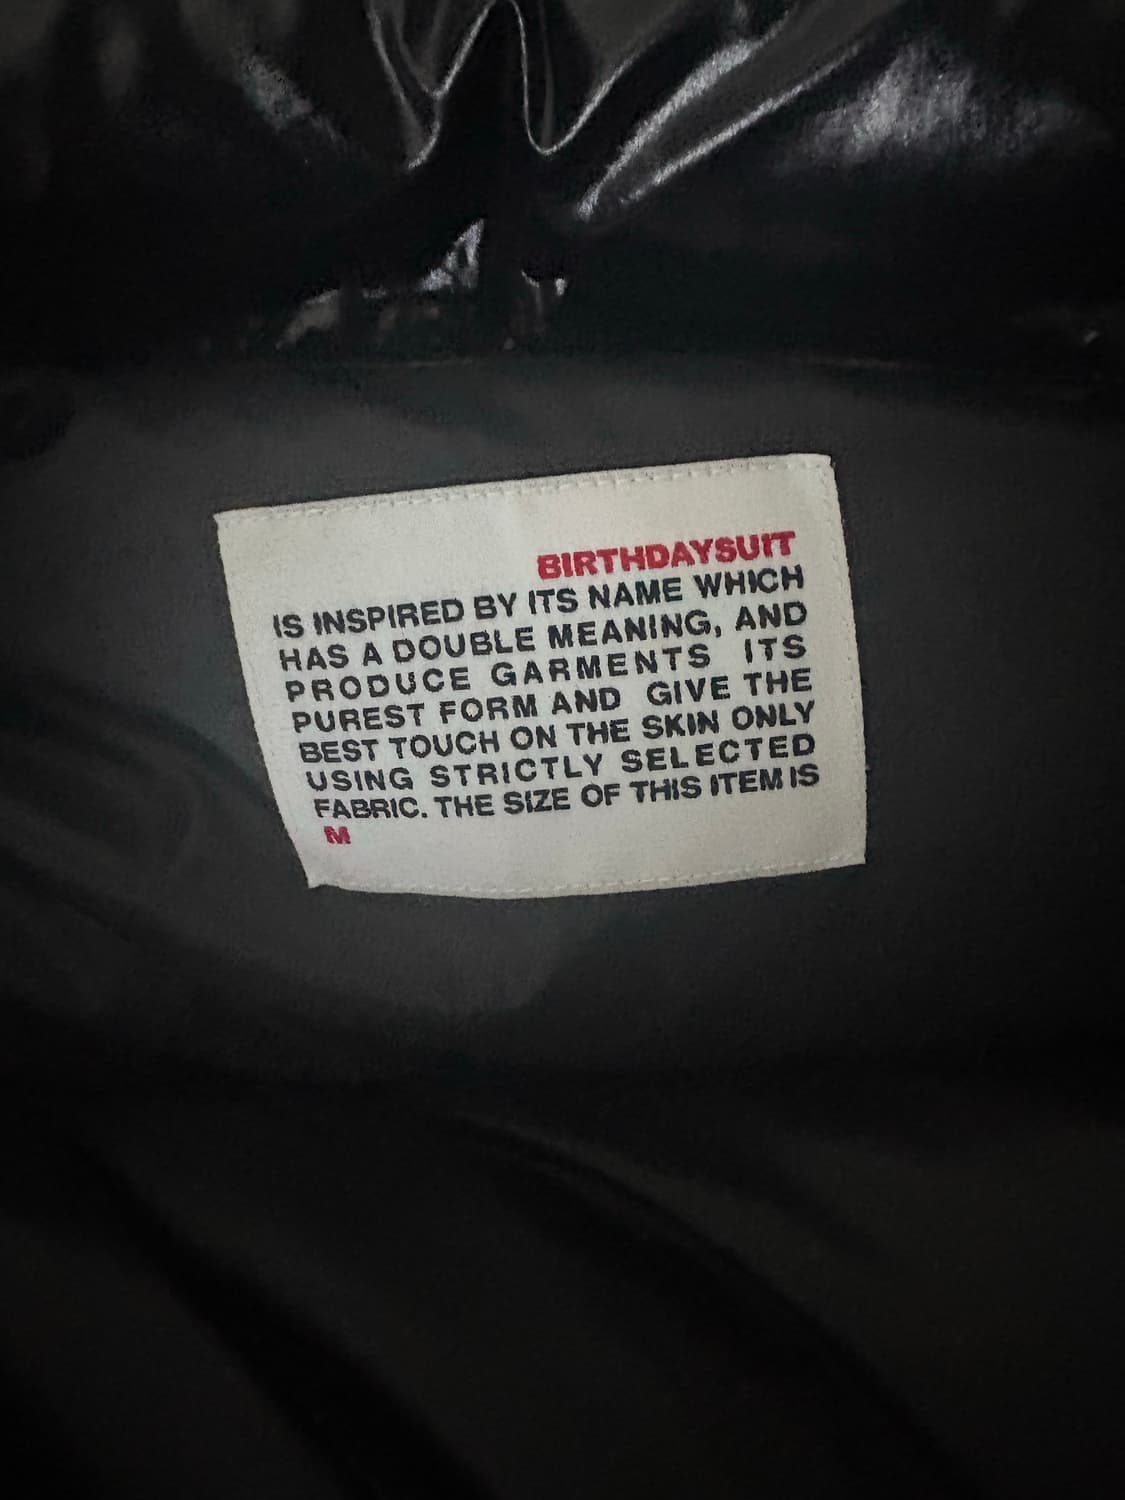 BIRTHDAYSUIT
IS INSPIRED BY ITS NAME WHICH
HAS A DOUBLE MEANING, AND
PRODUCE GARMENTS ITS
PUREST FORM AND GIVE THE
BEST TOUCH ON THE SKIN ONLY
USING STRICTLY SELECTED
FABRIC. THE SIZE OF THIS ITEM IS
M